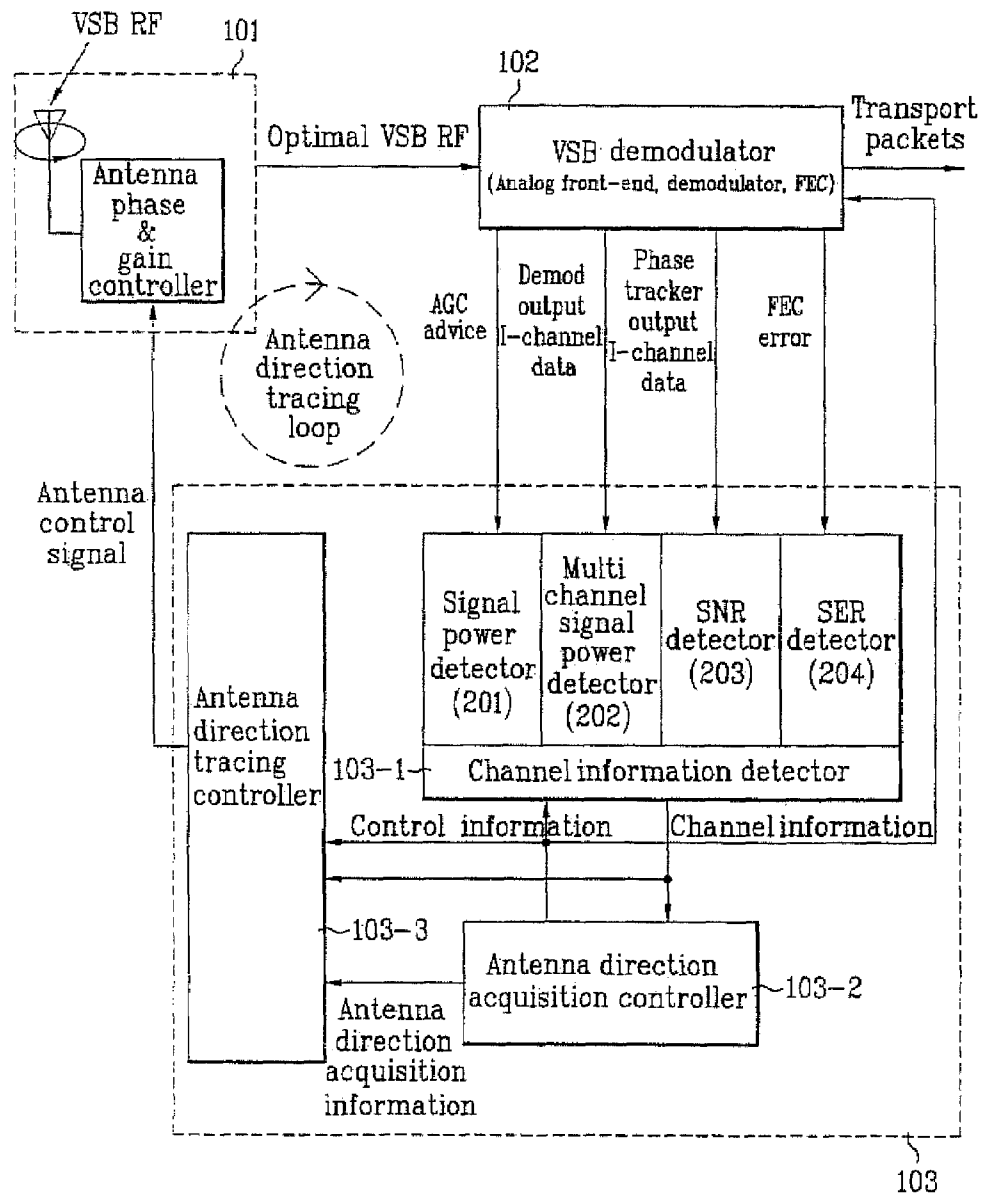 VSB RF
101
Antenna
phase
&
gain
controller
Optimal VSB RF
102
VSB demodulator
(Analog front-end, demodulator, FEC)
Transport
packets
AGC
advice
Demod
output
I-channel
data
Phase
tracker
output
I-channel
data
FEC
error
Antenna
direction
tracing
loop
Antenna
control
signal
Antenna
direction
tracing
controller
Signal
power
detector
(201)
Multi
channel
signal
power
detector
(202)
SNR
detector
(203)
SER
detector
(204)
103-1
Channel information detector
Control information
Channel information
103-3
Antenna direction
acquisition controller
103-2
Antenna
direction
acquisition
information
103